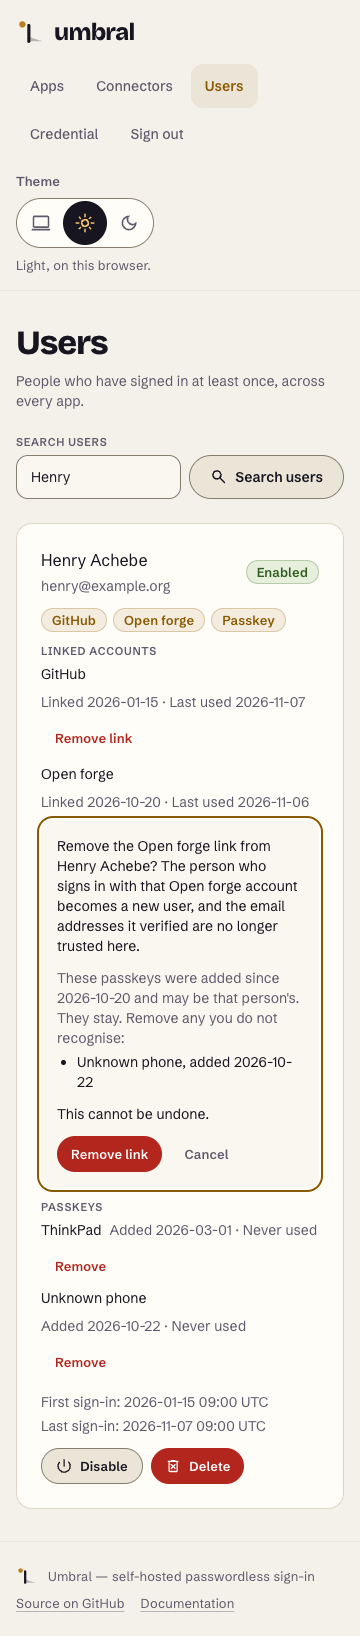 umbral
Apps
Connectors
Users
Credential
Sign out
Theme
Light, on this browser.
Users
People who have signed in at least once, across
every app.
SEARCH USERS
Henry
Search users
Henry Achebe
henry@example.org
Enabled
GitHub
Open forge
Passkey
LINKED ACCOUNTS
GitHub
Linked 2026-01-15 · Last used 2026-11-07
Remove link
Open forge
Linked 2026-10-20 · Last used 2026-11-06
Remove the Open forge link from
Henry Achebe? The person who
signs in with that Open forge account
becomes a new user, and the email
addresses it verified are no longer
trusted here.
These passkeys were added since
2026-10-20 and may be that person's.
They stay. Remove any you do not
recognise:
• Unknown phone, added 2026-10-
22
This cannot be undone.
Remove link
Cancel
PASSKEYS
ThinkPad Added 2026-03-01 · Never used
Remove
Unknown phone
Added 2026-10-22 · Never used
Remove
First sign-in: 2026-01-15 09:00 UTC
Last sign-in: 2026-11-07 09:00 UTC
Disable
Delete
Umbral — self-hosted passwordless sign-in
Source on GitHub
Documentation